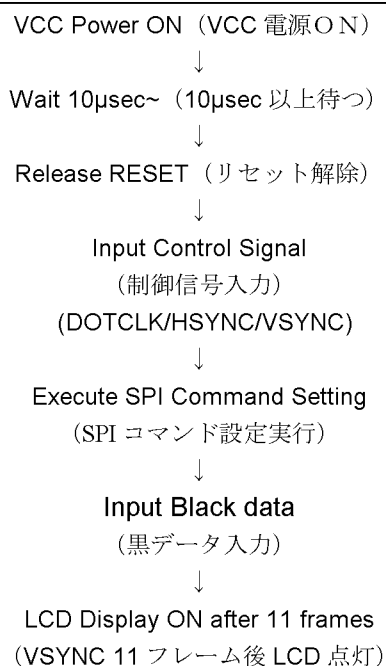 VCC Power ON（VCC 電源ＯＮ）
↓
Wait 10μsec~（10μsec 以上待つ）
↓
Release RESET（リセット解除）
↓
Input Control Signal
（制御信号入力）
(DOTCLK/HSYNC/VSYNC)
↓
Execute SPI Command Setting
（SPI コマンド設定実行）
↓
Input Black data
（黒データ入力）
↓
LCD Display ON after 11 frames
（VSYNC 11 フレーム後 LCD 点灯）